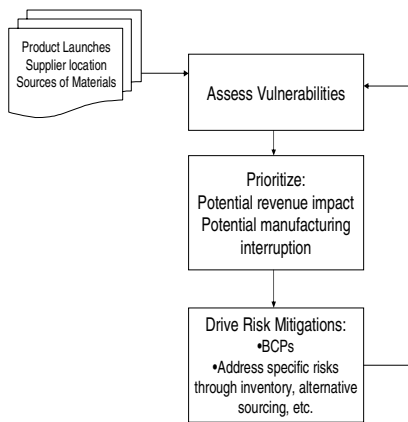 Product Launches
Supplier location
Sources of Materials
Assess Vulnerabilities
Prioritize:
Potential revenue impact
Potential manufacturing
interruption
Drive Risk Mitigations:
•BCPs
•Address specific risks
through inventory, alternative
sourcing, etc.